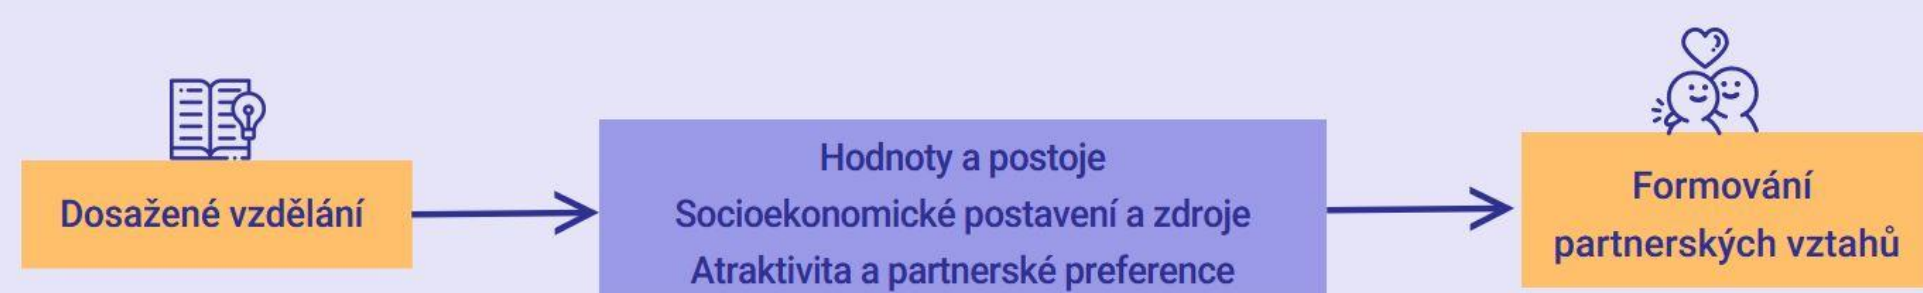 Dosažené vzdělání
Hodnoty a postoje
Socioekonomické postavení a zdroje
Atraktivita a partnerské preference
Formování
partnerských vztahů